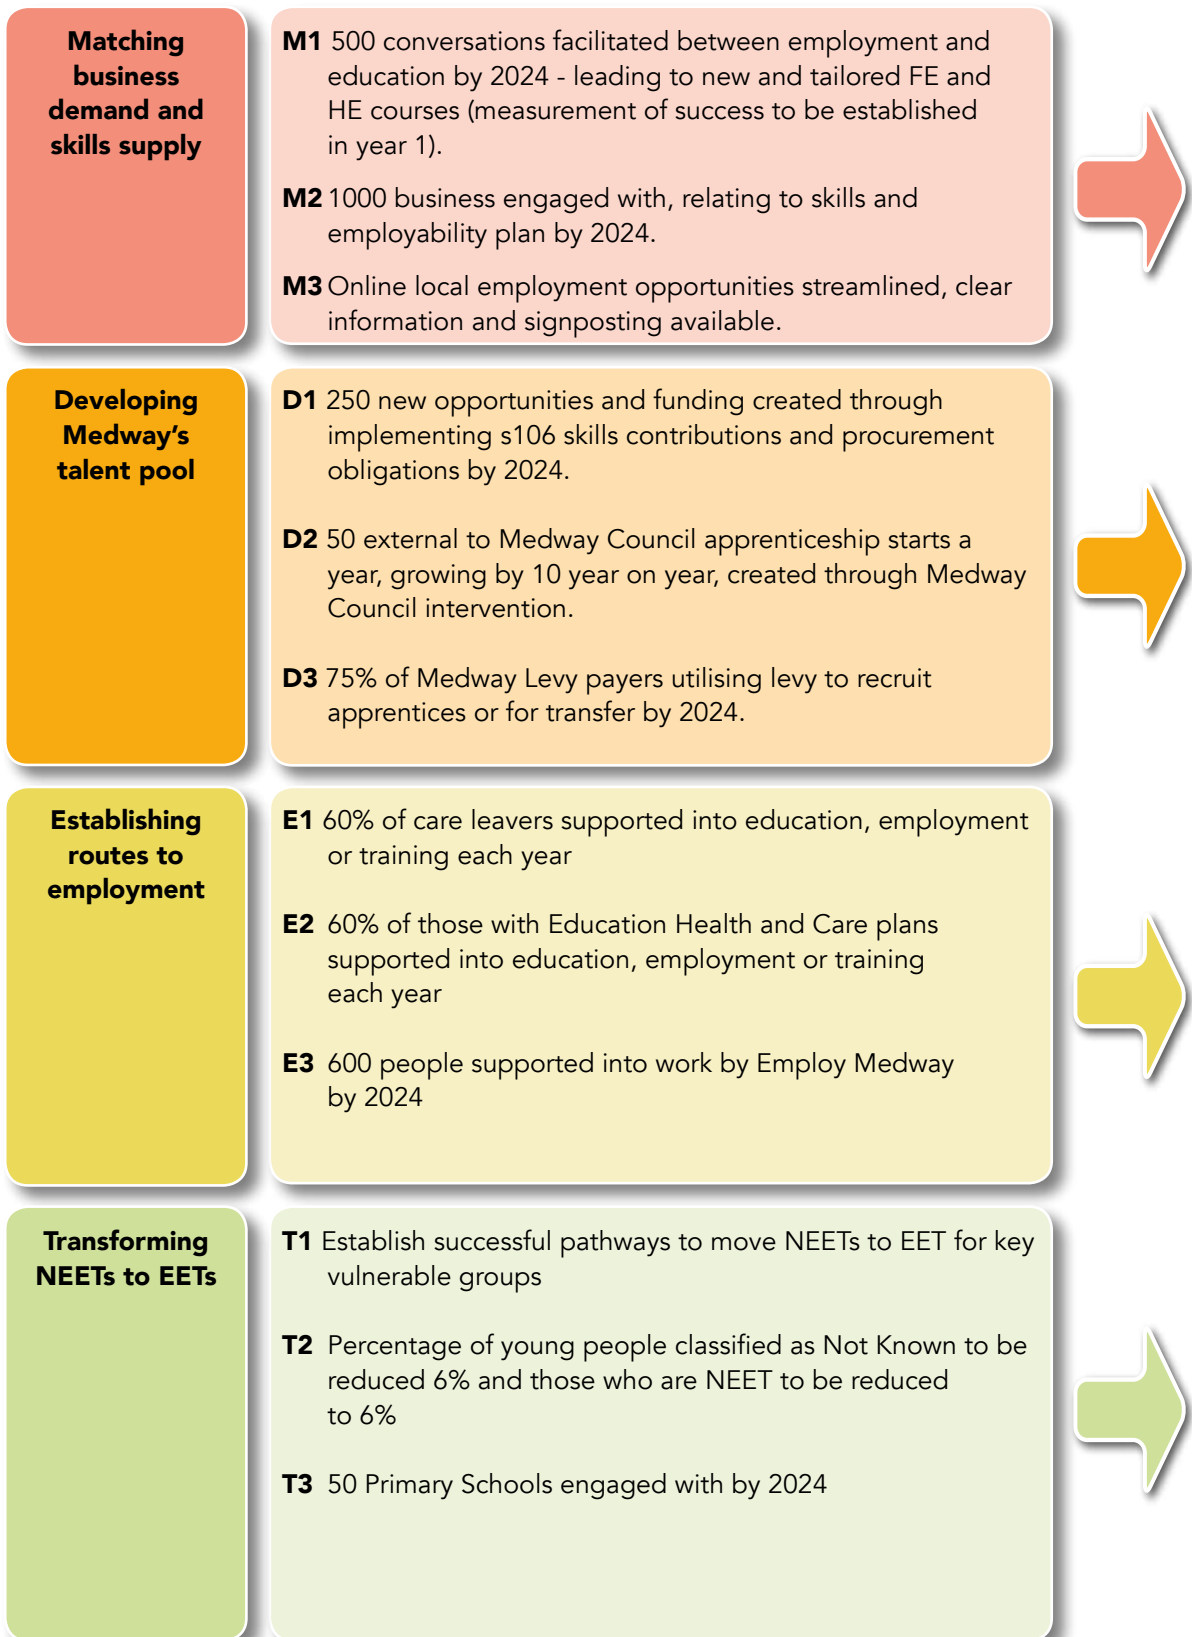 Matching
business
demand and
skills supply
M1 500 conversations facilitated between employment and
education by 2024 - leading to new and tailored FE and
HE courses (measurement of success to be established
in year 1).
M2 1000 business engaged with, relating to skills and
employability plan by 2024.
M3 Online local employment opportunities streamlined, clear
information and signposting available.
Developing
Medway’s
talent pool
D1 250 new opportunities and funding created through
implementing s106 skills contributions and procurement
obligations by 2024.
D2 50 external to Medway Council apprenticeship starts a
year, growing by 10 year on year, created through Medway
Council intervention.
D3 75% of Medway Levy payers utilising levy to recruit
apprentices or for transfer by 2024.
Establishing
routes to
employment
E1 60% of care leavers supported into education, employment
or training each year
E2 60% of those with Education Health and Care plans
supported into education, employment or training
each year
E3 600 people supported into work by Employ Medway
by 2024
Transforming
NEETs to EETs
T1 Establish successful pathways to move NEETs to EET for key
vulnerable groups
T2 Percentage of young people classified as Not Known to be
reduced 6% and those who are NEET to be reduced
to 6%
T3 50 Primary Schools engaged with by 2024